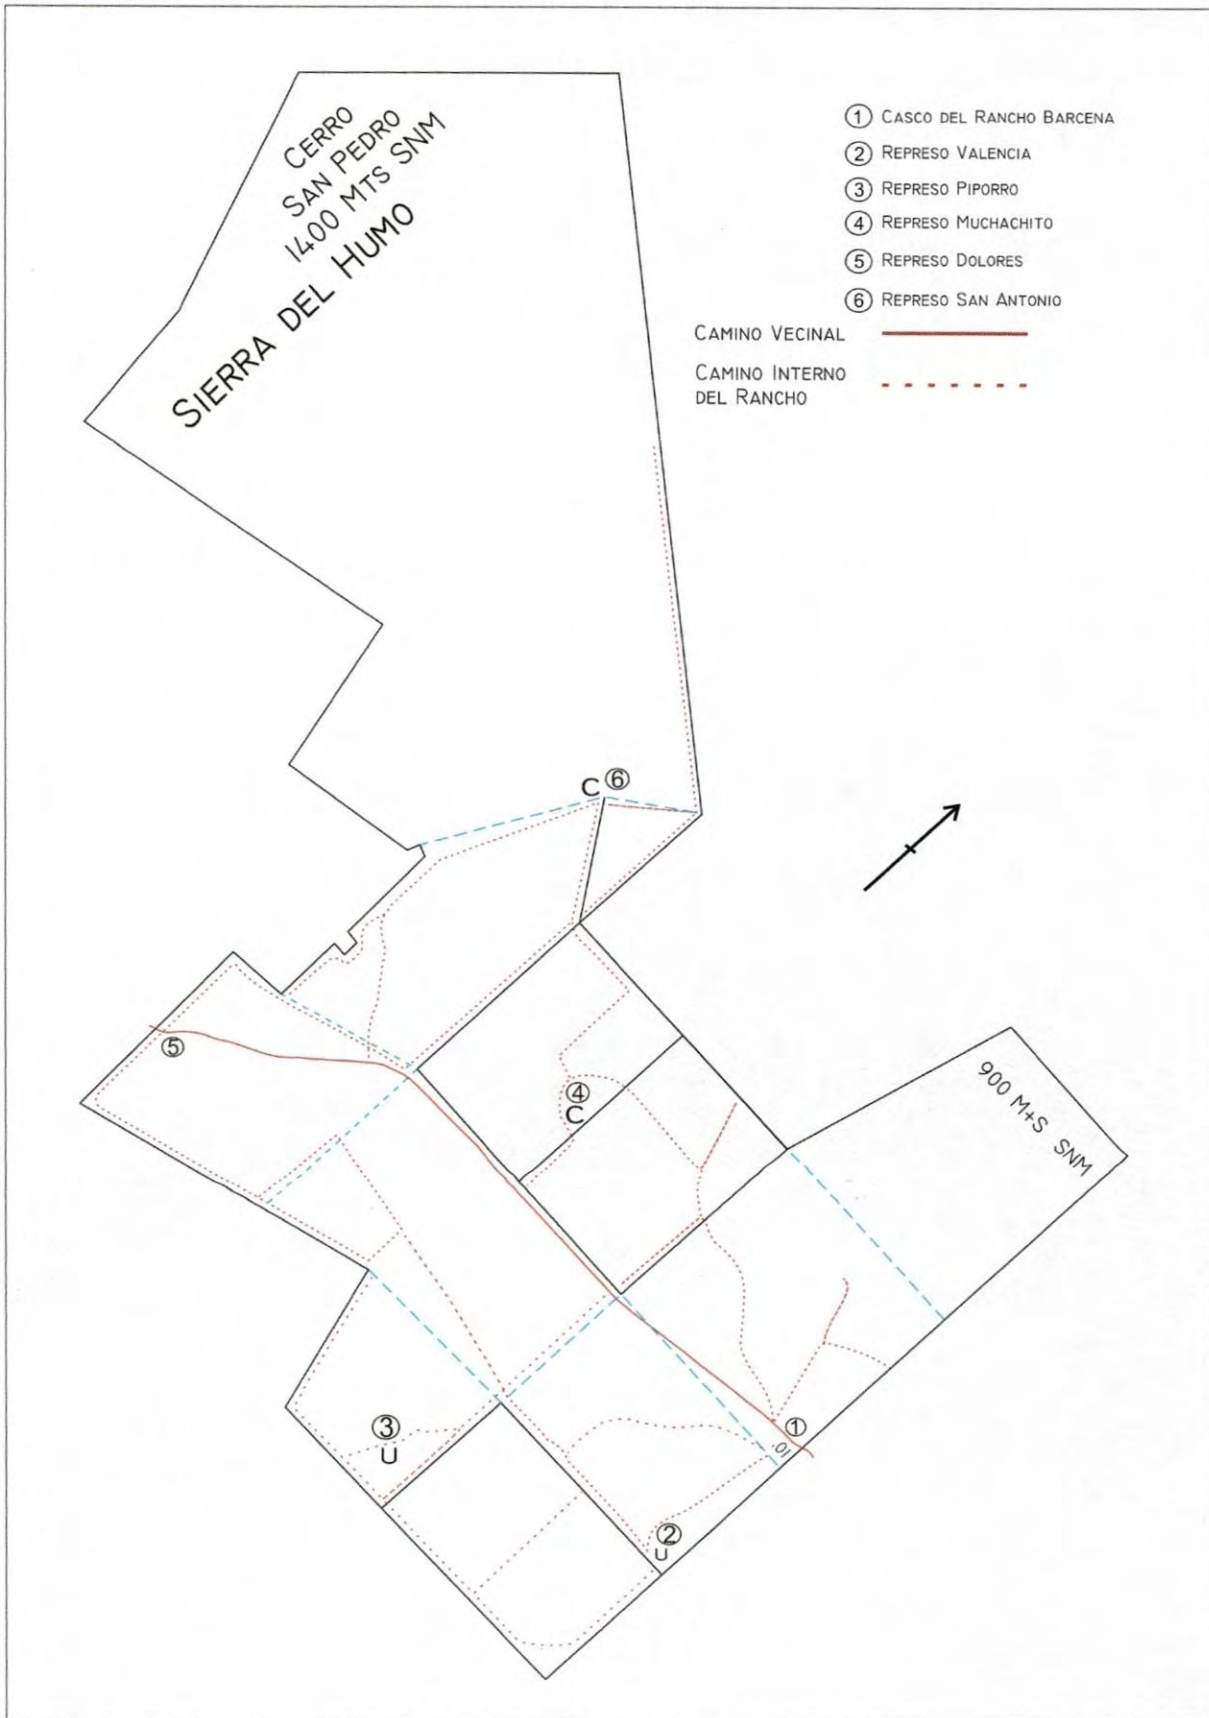 CERRO
SAN PEDRO
1400 MTS SNM
SIERRA DEL HUMO
1 CASCO DEL RANCHO BARCENA
2 REPRESO VALENCIA
3 REPRESO PIPORRO
4 REPRESO MUCHACHITO
5 REPRESO DOLORES
6 REPRESO SAN ANTONIO
CAMINO VECINAL
CAMINO INTERNO
DEL RANCHO
C 6
5
4
C
900 M+S SNM
3
U
1
2
U